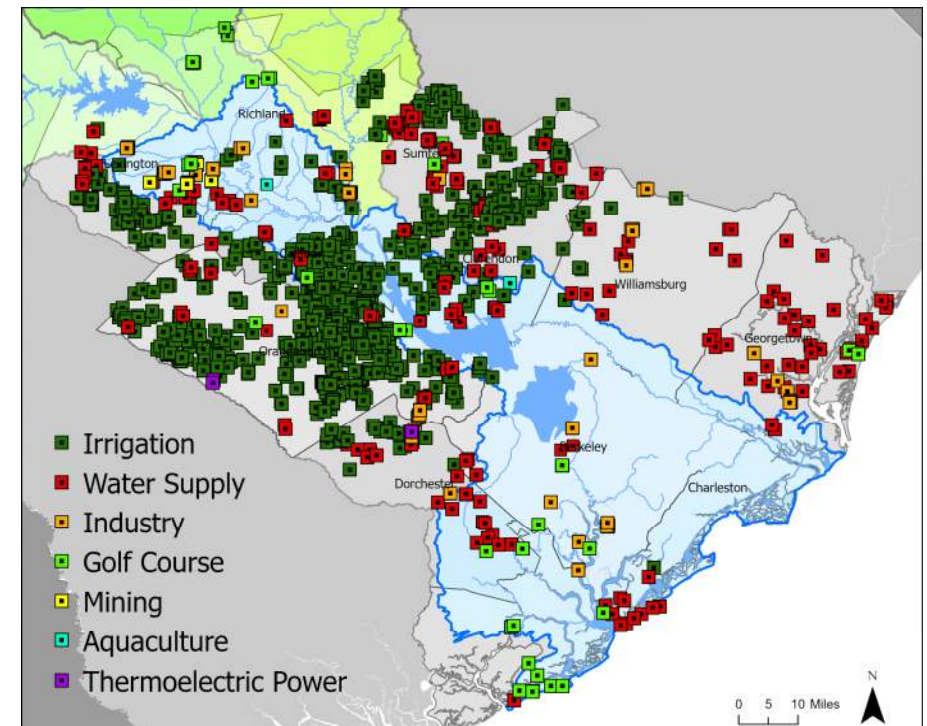 Richland
Sumter
Clarendon
Williamsburg
Georgetown
Berkeley
Charleston
Dorchester
Irrigation
Water Supply
Industry
Golf Course
Mining
Aquaculture
Thermoelectric Power
N
0 5 10 Miles